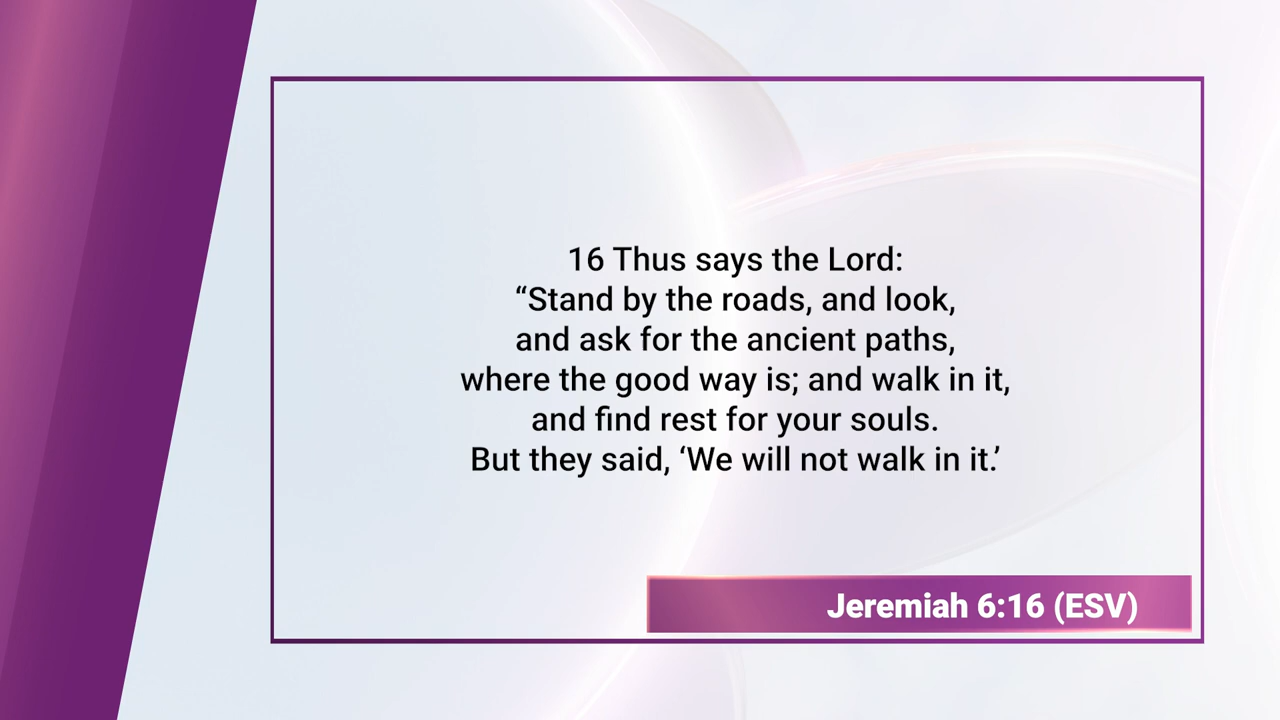 16 Thus says the Lord:
“Stand by the roads, and look,
and ask for the ancient paths,
where the good way is; and walk in it,
and find rest for your souls.
But they said, ‘We will not walk in it.’
Jeremiah 6:16 (ESV)